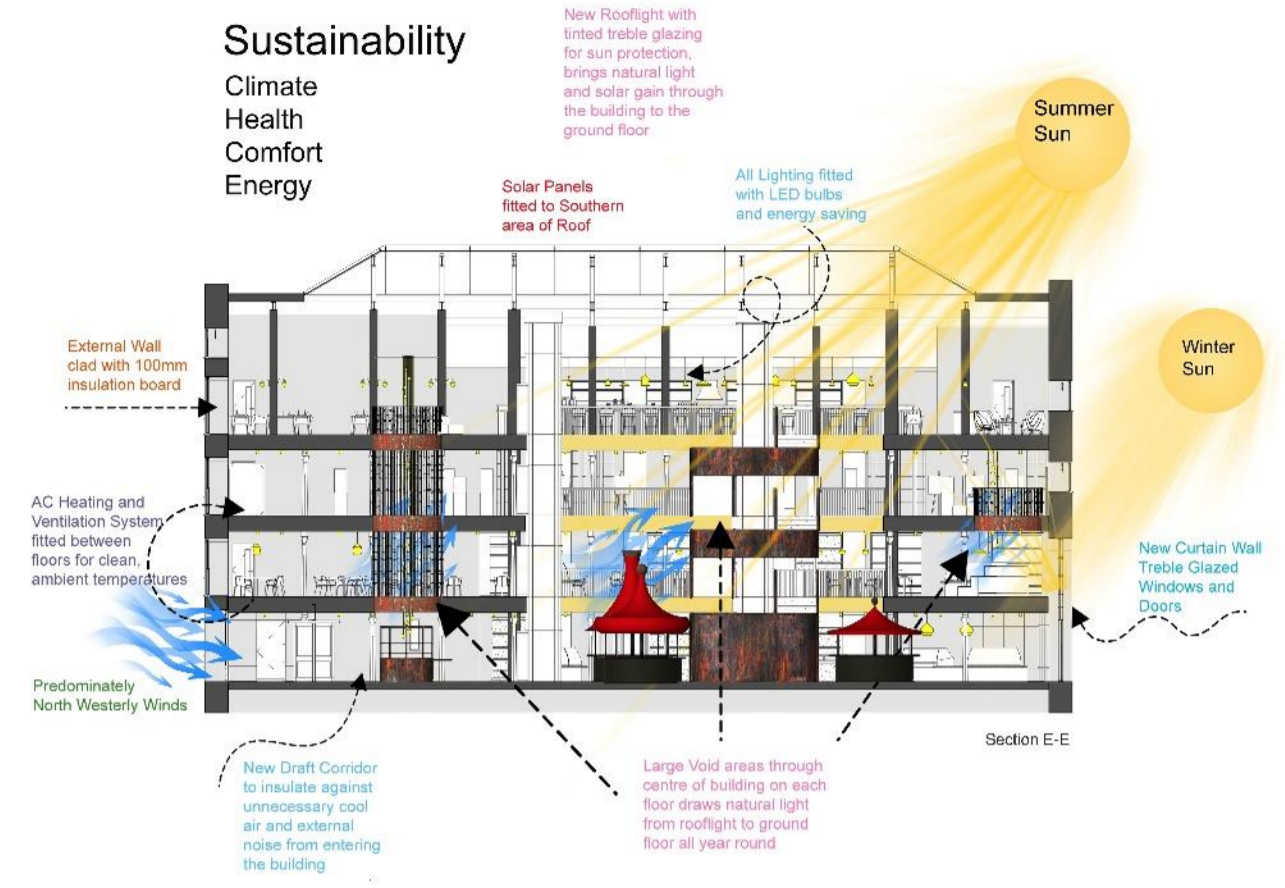 Sustainability
Climate
Health
Comfort
Energy
New Rooflight with
tinted treble glazing
for sun protection,
brings natural light
and solar gain through
the building to the
ground floor
Summer
Sun
Solar Panels
fitted to Southern
area of Roof
All Lighting fitted
with LED bulbs
and energy saving
External Wall
clad with 100mm
insulation board
Winter
Sun
AC Heating and
Ventilation System
fitted between
floors for clean,
ambient temperatures
New Curtain Wall
Treble Glazed
Windows and
Doors
Predominately
North Westerly Winds
Section E-E
New Draft Corridor
to insulate against
unnecessary cool
air and external
noise from entering
the building
Large Void areas through
centre of building on each
floor draws natural light
from rooflight to ground
floor all year round